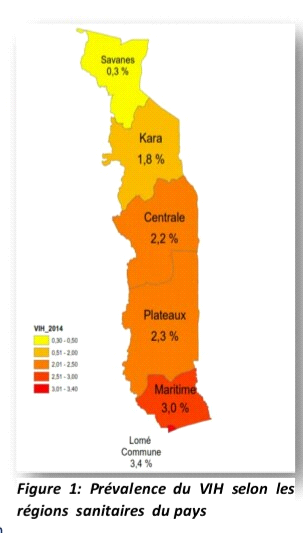 Savanes
0,3 %
Kara
1,8 %
Centrale
2,2 %
Plateaux
2,3 %
VIH_2014
0,30 - 0,50
0,51 - 2,00
2,01 - 2,50
2,51 - 3,00
3,01 - 3,40
Maritime
3,0 %
Lomé
Commune
3,4 %
Figure 1: Prévalence du VIH selon les
régions sanitaires du pays